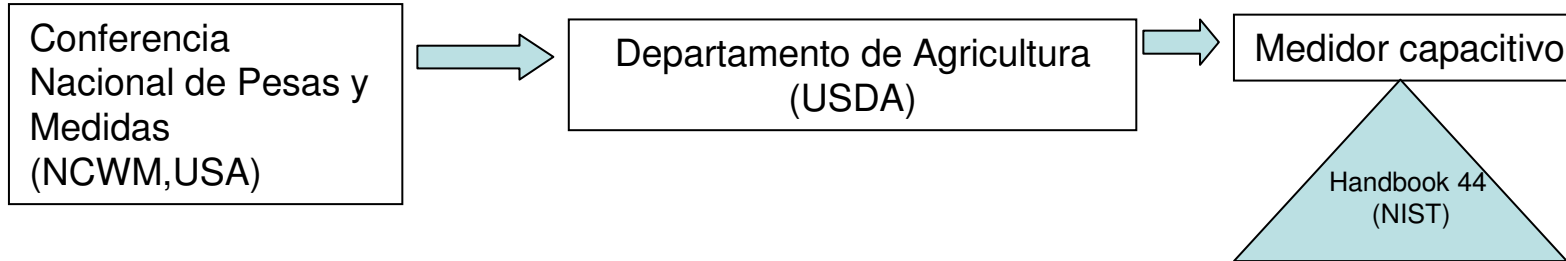 Conferencia
Nacional de Pesas y
Medidas
(NCWM,USA)
Departamento de Agricultura
(USDA)
Medidor capacitivo
Handbook 44
(NIST)